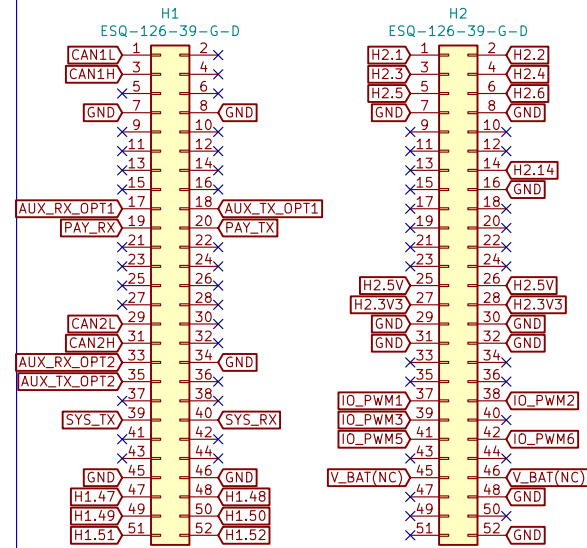 H1 H2
ESQ-126-39-G-D ESQ-126-39-G-D
CAN1L 1 2 H2.1 1 2 H2.2
CAN1H 3 4 H2.3 3 4 H2.4
5 6 H2.5 5 6 H2.6
GND 7 8 GND GND 7 8 GND
9 10 9 10
11 12 11 12
13 14 13 14 H2.14
15 16 15 16 GND
AUX_RX_OPT1 17 18 AUX_TX_OPT1 17 18
PAY_RX 19 20 PAY_TX 19 20
21 22 21 22
23 24 23 24
25 26 H2.5V 25 26 H2.5V
27 28 H2.3V3 27 28 H2.3V3
CAN2L 29 30 GND 29 30 GND
CAN2H 31 32 GND 31 32 GND
AUX_RX_OPT2 33 34 GND 33 34
AUX_TX_OPT2 35 36 35 36
37 38 IO_PWM1 37 38 IO_PWM2
SYS_TX 39 40 SYS_RX IO_PWM3 39 40
41 42 IO_PWM5 41 42 IO_PWM6
43 44 43 44
GND 45 46 GND V_BAT(NC) 45 46 V_BAT(NC)
H1.47 47 48 H1.48 47 48 GND
H1.49 49 50 H1.50 49 50
H1.51 51 52 H1.52 51 52 GND